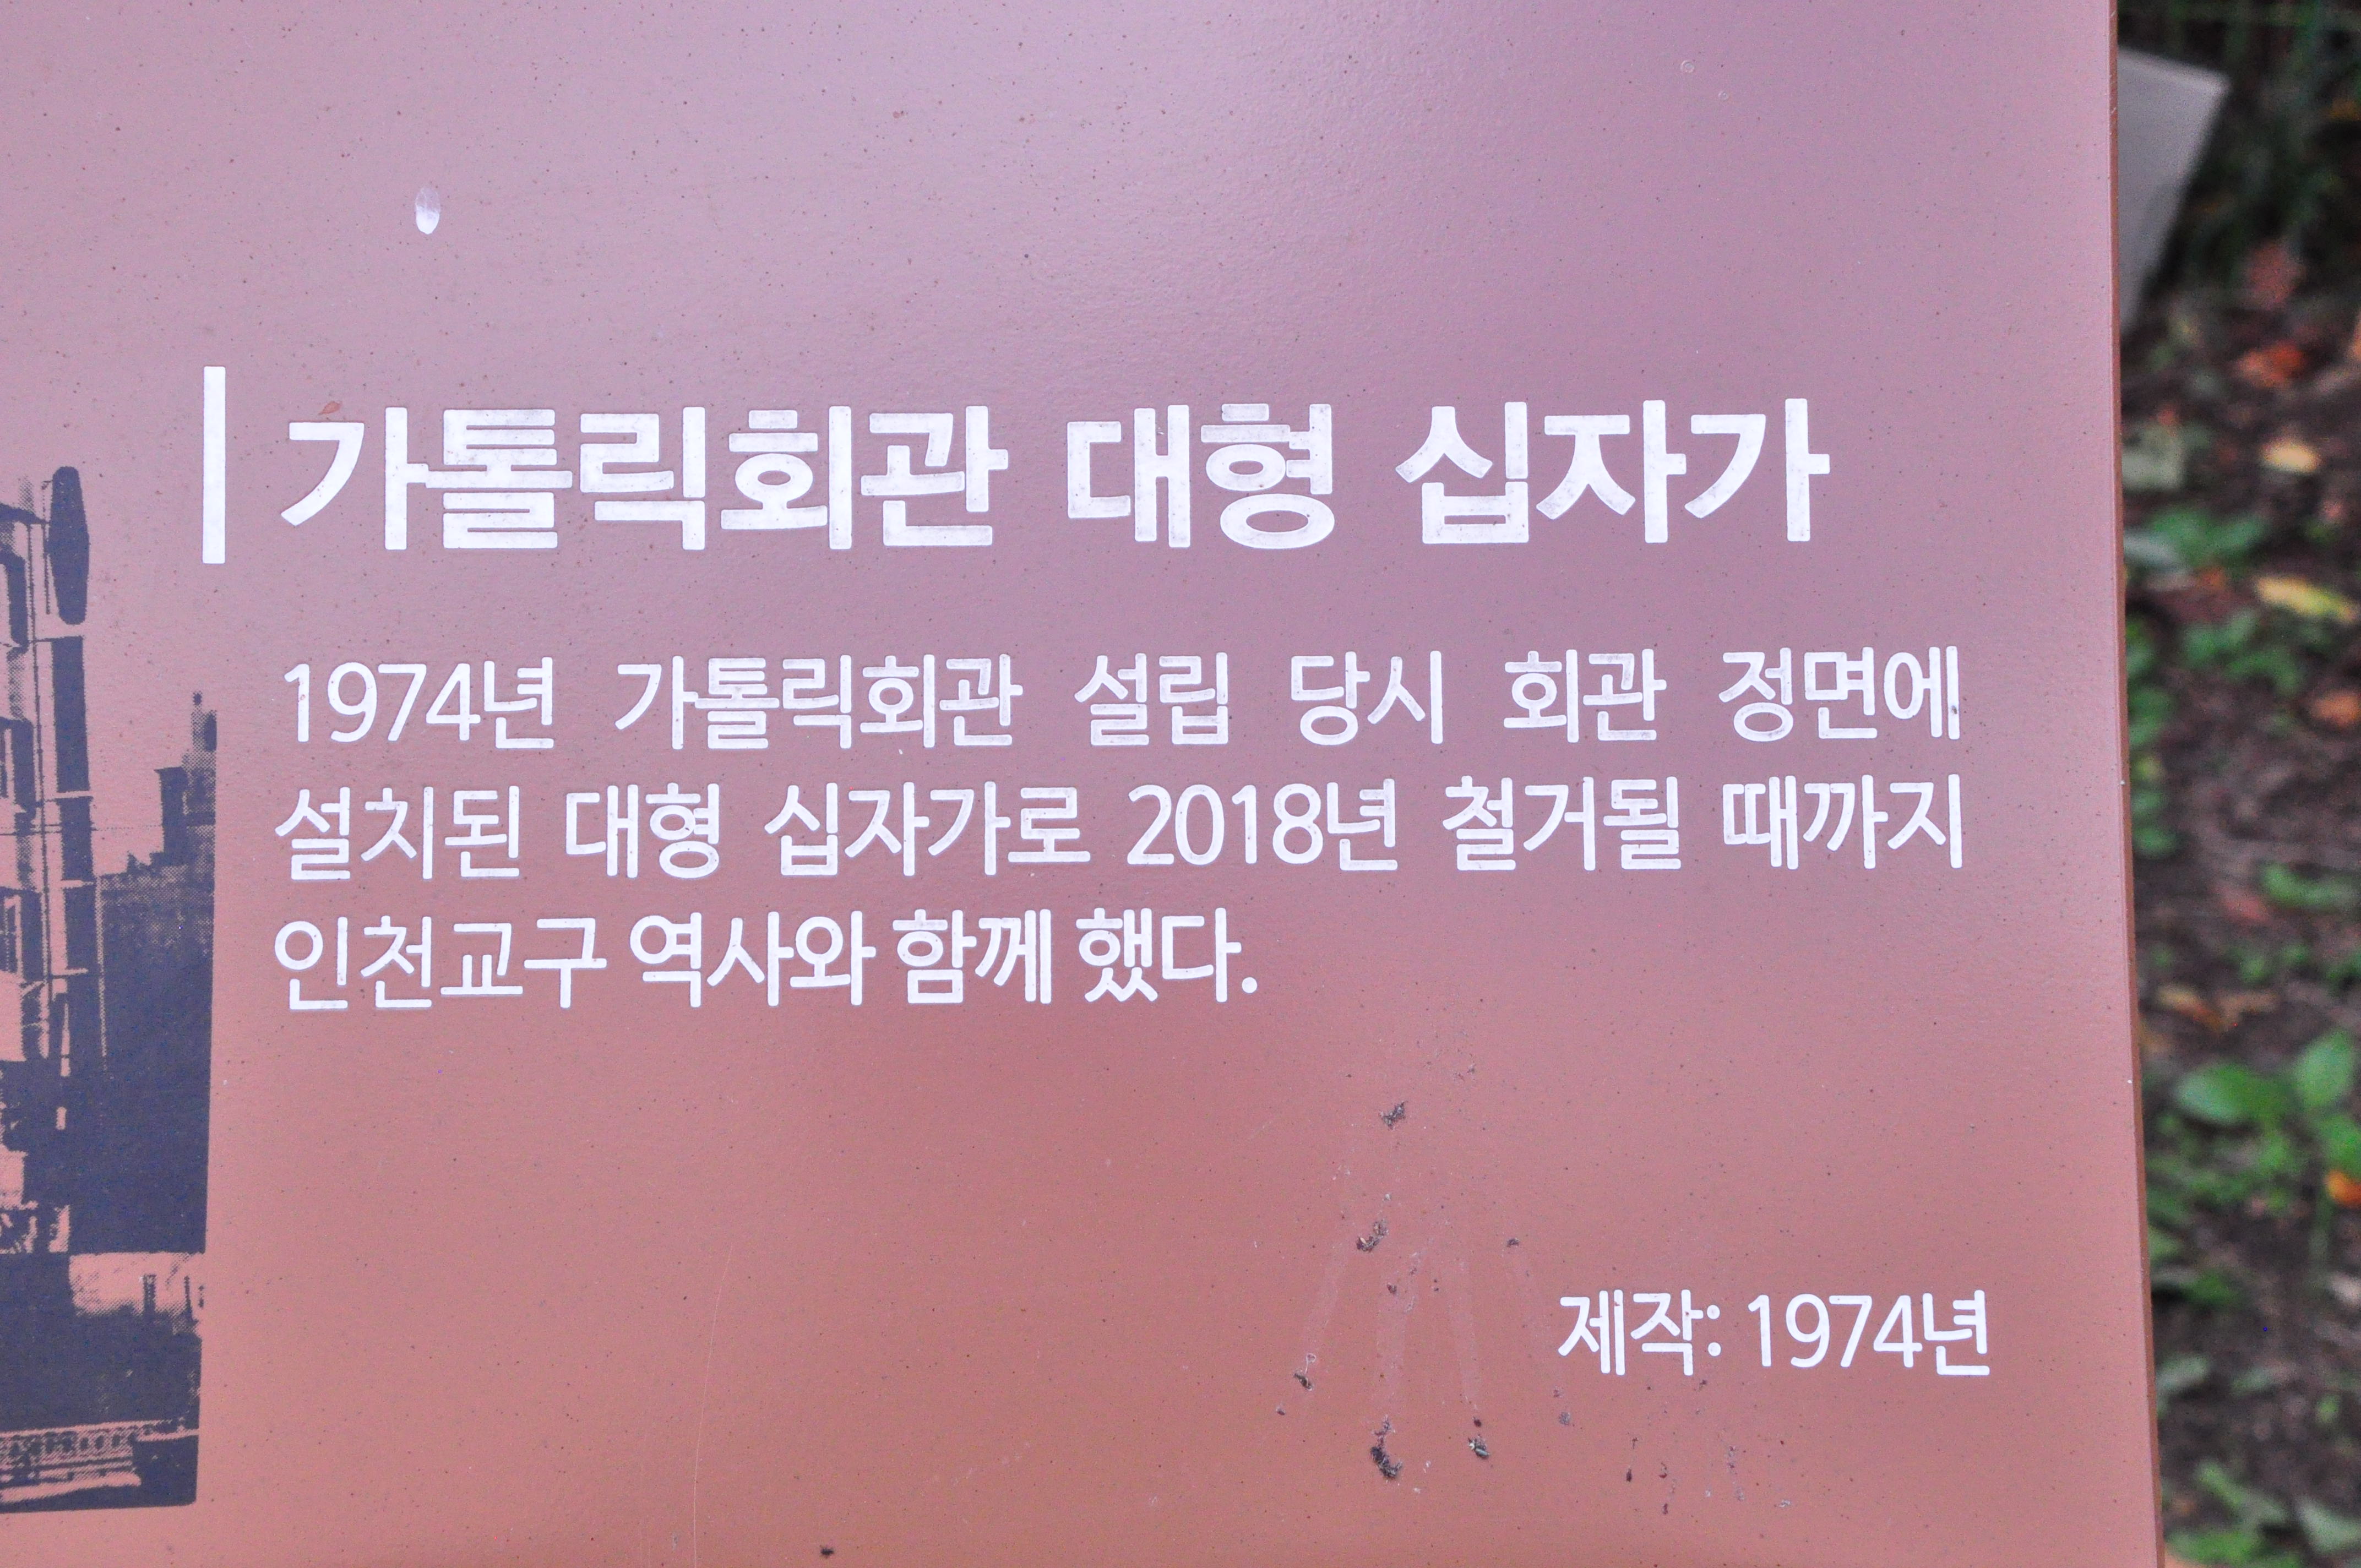 가톨릭회관 대형 십자가
1974년 가톨릭회관 설립 당시 회관 정면에
설치된 대형 십자가로 2018년 철거될 때까지
인천교구 역사와 함께 했다.
제작: 1974년